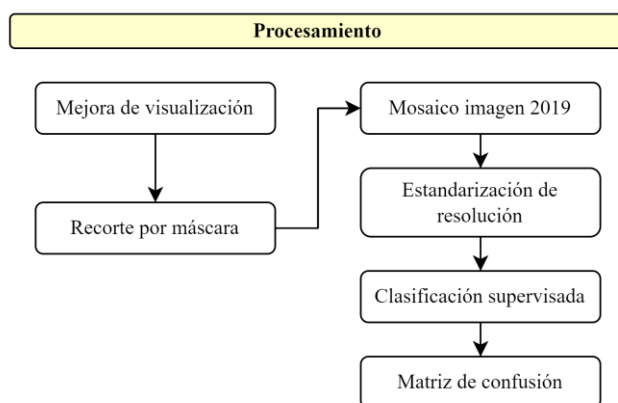 Procesamiento
Mejora de visualización
Recorte por máscara
Mosaico imagen 2019
Estandarización de
resolución
Clasificación supervisada
Matriz de confusión